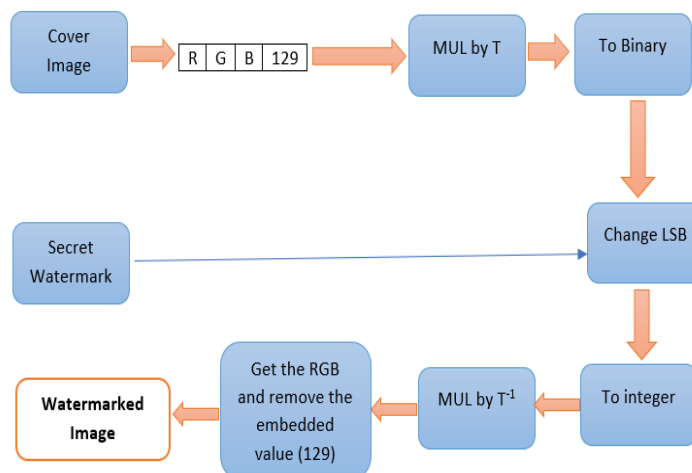 Cover
Image
R G B 129
MUL by T
To Binary
Secret
Watermark
Change LSB
Watermarked
Image
Get the RGB
and remove the
embedded
value (129)
MUL by T⁻¹
To integer